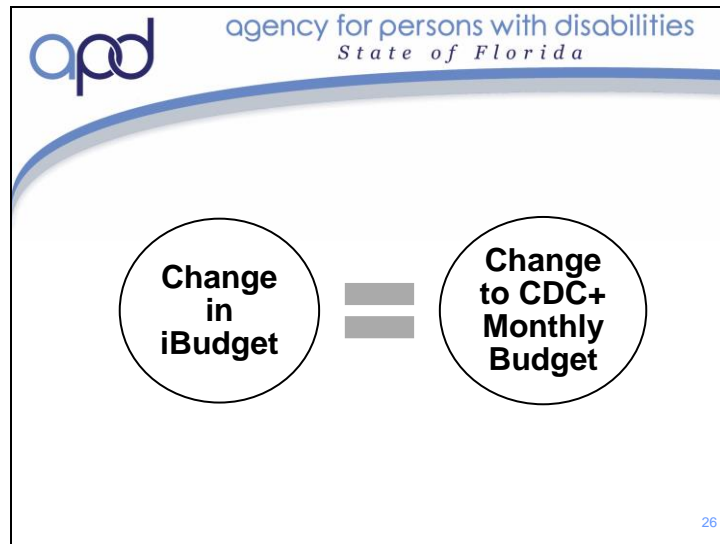 apd
agency for persons with disabilities
State of Florida
Change
in
iBudget
Change
to CDC+
Monthly
Budget
26